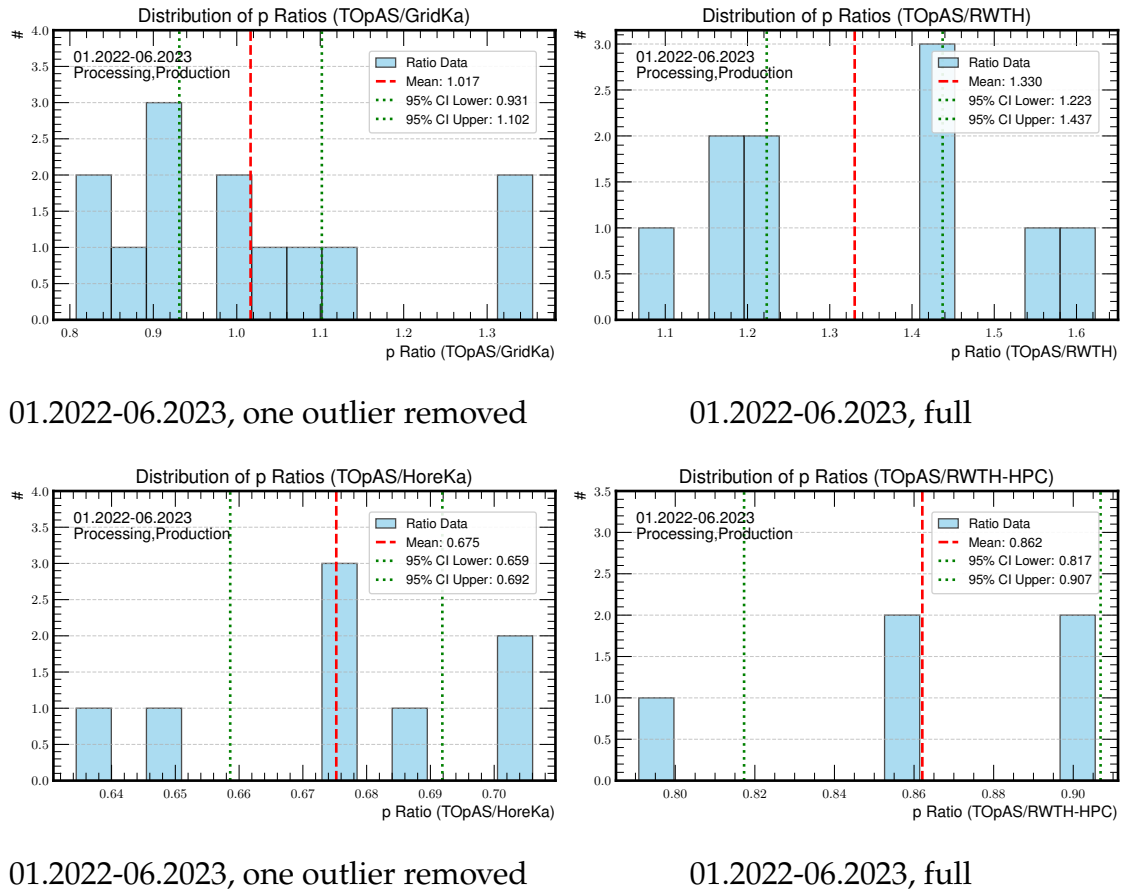 Distribution of p Ratios (TOpAS/GridKa)
#
4.0
3.5
3.0
2.5
2.0
1.5
1.0
0.5
0.0
01.2022-06.2023
Processing,Production
Ratio Data
Mean: 1.017
95% CI Lower: 0.931
95% CI Upper: 1.102
0.8 0.9 1.0 1.1 1.2 1.3
p Ratio (TOpAS/GridKa)
Distribution of p Ratios (TOpAS/RWTH)
#
3.0
2.5
2.0
1.5
1.0
0.5
0.0
01.2022-06.2023
Processing,Production
Ratio Data
Mean: 1.330
95% CI Lower: 1.223
95% CI Upper: 1.437
1.1 1.2 1.3 1.4 1.5 1.6
p Ratio (TOpAS/RWTH)
01.2022-06.2023, one outlier removed
01.2022-06.2023, full
Distribution of p Ratios (TOpAS/HoreKa)
#
4.0
3.5
3.0
2.5
2.0
1.5
1.0
0.5
0.0
01.2022-06.2023
Processing,Production
Ratio Data
Mean: 0.675
95% CI Lower: 0.659
95% CI Upper: 0.692
0.64 0.65 0.66 0.67 0.68 0.69 0.70
p Ratio (TOpAS/HoreKa)
Distribution of p Ratios (TOpAS/RWTH-HPC)
#
3.5
3.0
2.5
2.0
1.5
1.0
0.5
0.0
01.2022-06.2023
Processing,Production
Ratio Data
Mean: 0.862
95% CI Lower: 0.817
95% CI Upper: 0.907
0.80 0.82 0.84 0.86 0.88 0.90
p Ratio (TOpAS/RWTH-HPC)
01.2022-06.2023, one outlier removed
01.2022-06.2023, full